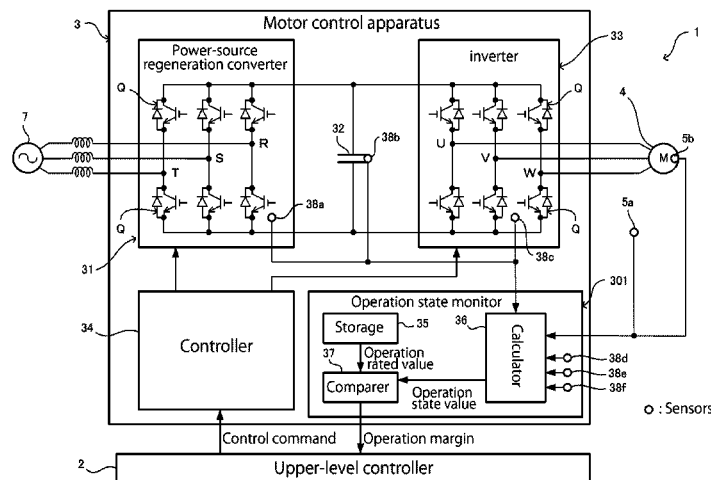 3
Motor control apparatus
Power-source
regeneration converter
inverter
33
1
Q
Q
7
32
38b
4
R
S
T
U
V
W
M
5b
Q
38a
38c
Q
5a
31
301
34
Controller
Operation state monitor
Storage
35
36
Calculator
37
Operation
rated value
Comparer
Operation
state value
38d
38e
38f
: Sensors
Control command
Operation margin
2
Upper-level controller